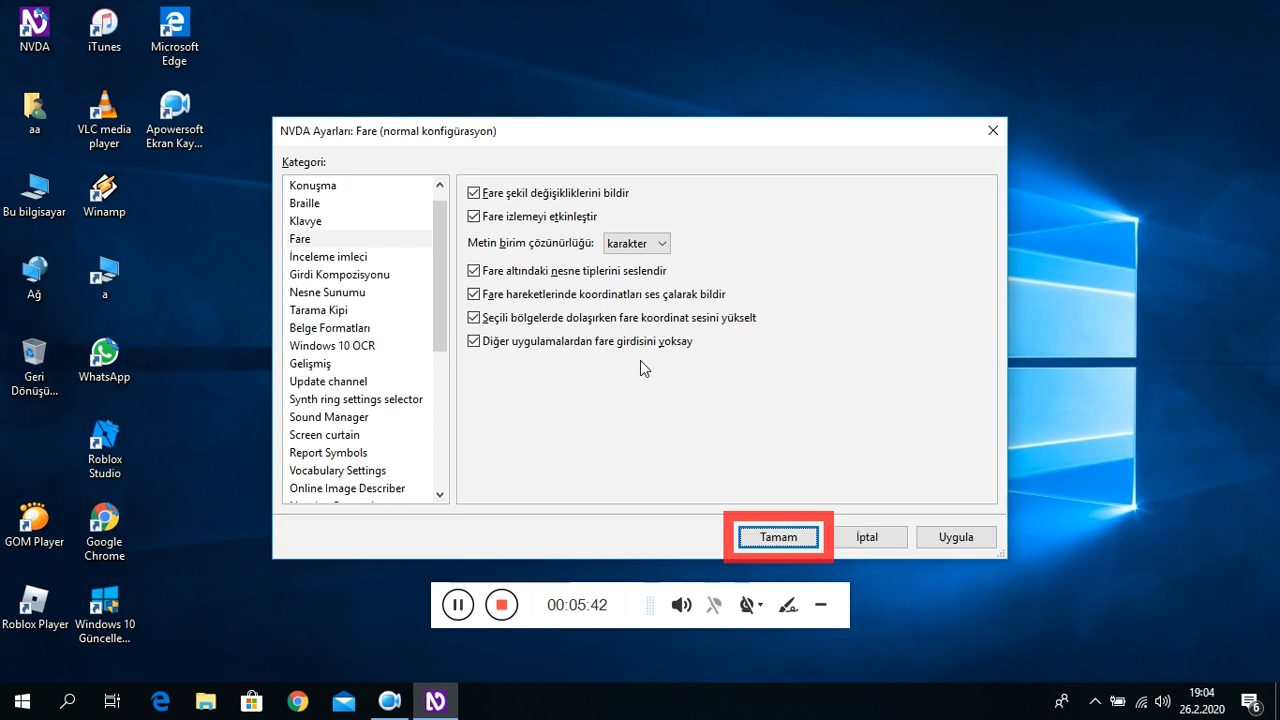 NVDA
iTunes
Microsoft
Edge
aa
VLC media
player
Apowersoft
Ekran Kay...
Bu bilgisayar
Winamp
Ağ
a
Geri
Dönüşü...
WhatsApp
Roblox
Studio
GOM Player
Google
Chrome
Roblox Player
Windows 10
Güncelle...
NVDA Ayarları: Fare (normal konfigürasyon)
Kategori:
Konuşma
Braille
Klavye
Fare
İnceleme imleci
Girdi Kompozisyonu
Nesne Sunumu
Tarama Kipi
Belge Formatları
Windows 10 OCR
Gelişmiş
Update channel
Synth ring settings selector
Sound Manager
Screen curtain
Report Symbols
Vocabulary Settings
Online Image Describer
Fare şekil değişikliklerini bildir
Fare izlemeyi etkinleştir
Metin birim çözünürlüğü: karakter
Fare altındaki nesne tiplerini seslendir
Fare hareketlerinde koordinatları ses çalarak bildir
Seçili bölgelerde dolaşırken fare koordinat sesini yükselt
Diğer uygulamalardan fare girdisini yoksay
Tamam
İptal
Uygula
00:05:42
19:04
26.2.2020
6